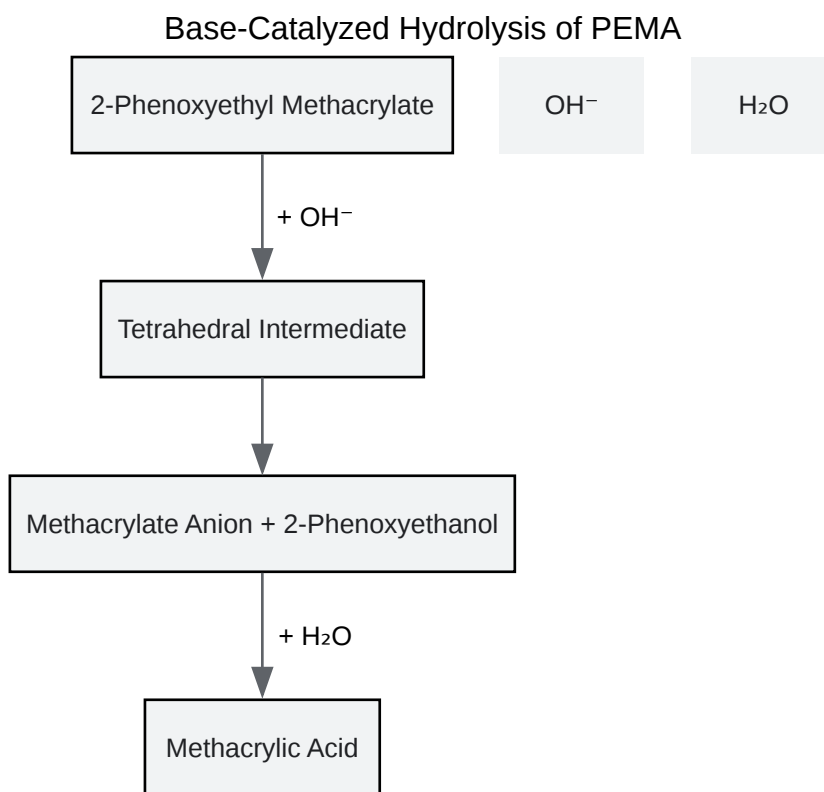 Base-Catalyzed Hydrolysis of PEMA
2-Phenoxyethyl Methacrylate
OH⁻
H₂O
+ OH⁻
Tetrahedral Intermediate
Methacrylate Anion + 2-Phenoxyethanol
+ H₂O
Methacrylic Acid